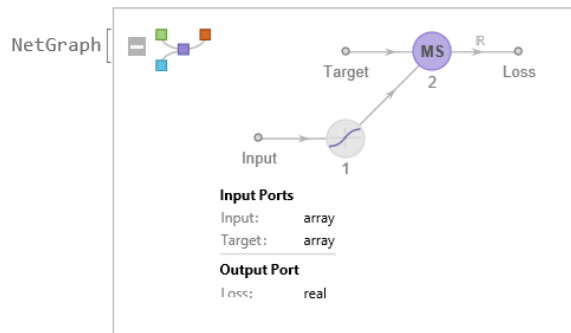 NetGraph
MS
ℝ
Target
2
Loss
Input
1
Input Ports
Input: array
Target: array
Output Port
Loss: real